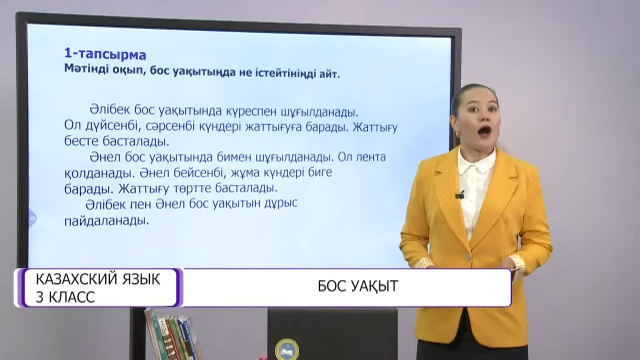 1-тапсырма
Мәтінді оқып, бос уақытыңда не істейтініңді айт.
Әлібек бос уақытында күреспен шұғылданады.
Ол дүйсенбі, сәрсенбі күндері жаттығуға барады. Жаттығу
бесте басталады.
Әнел бос уақытында бимен шұғылданады. Ол лента
қолданады. Әнел бейсенбі, жұма күндері биге
барады. Жаттығу төртте басталады.
Әлібек пен Әнел бос уақытын дұрыс
пайдаланады.
КАЗАХСКИЙ ЯЗЫК
3 КЛАСС
БОС УАҚЫТ